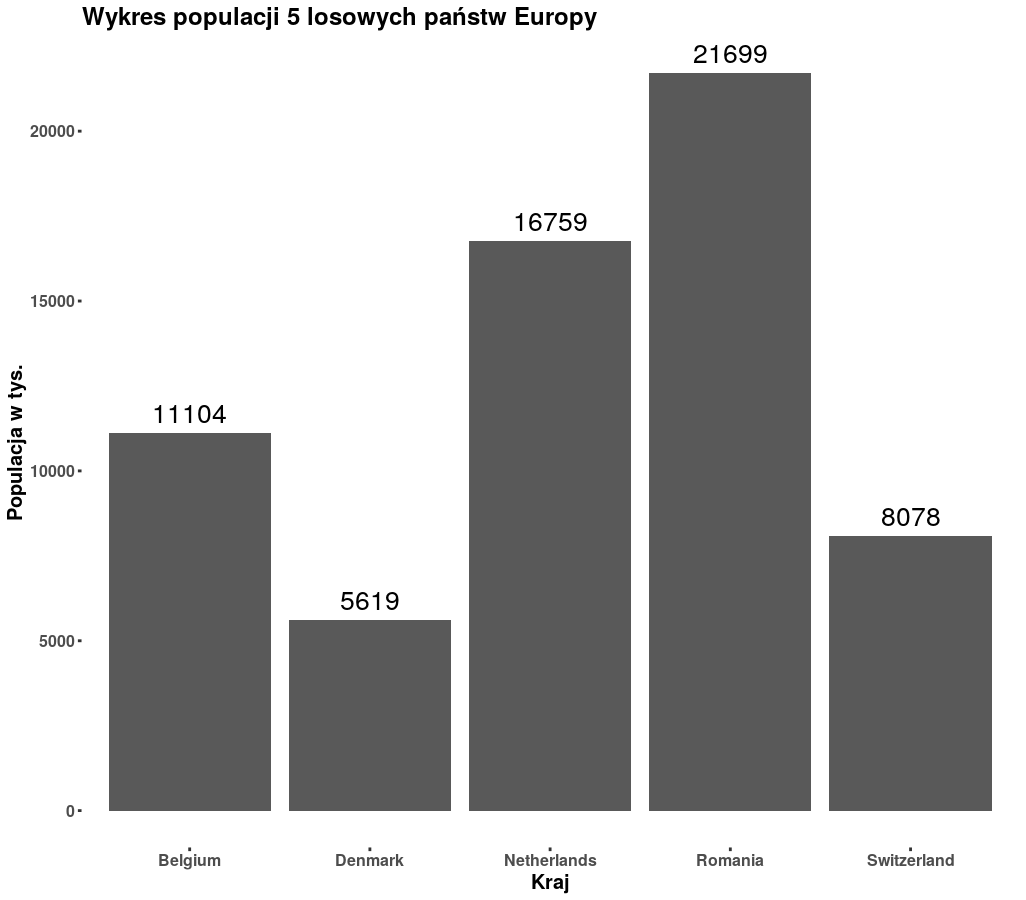 Wykres populacji 5 losowych państw Europy
21699
20000
16759
15000
11104
Populacja w tys.
10000
8078
5619
5000
0
Belgium Denmark Netherlands Romania Switzerland
Kraj